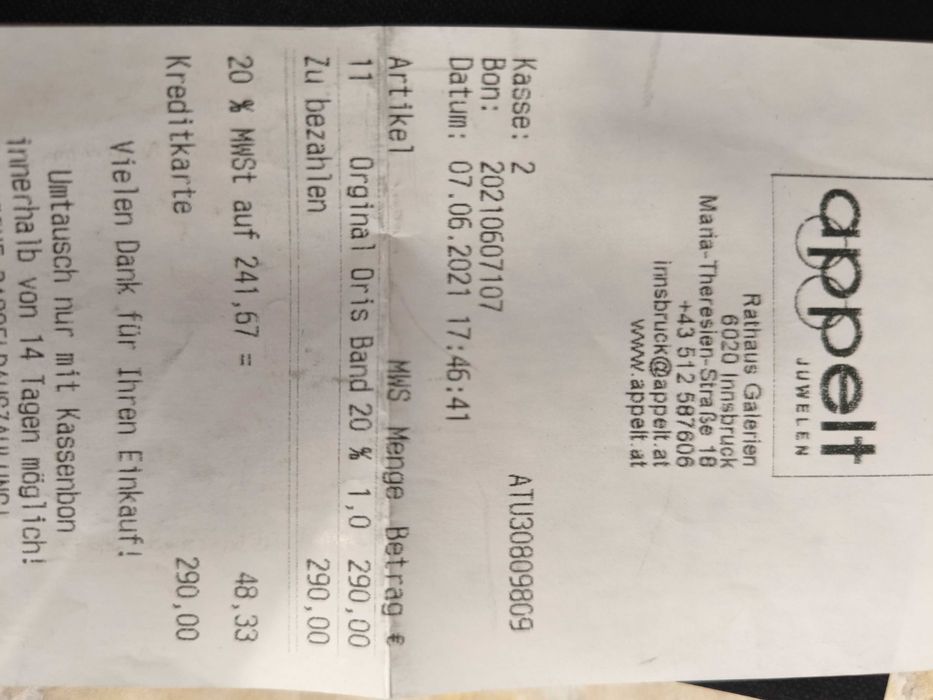 appelt
JUWELEN
Rathaus Galerien
6020 Innsbruck
Maria-Theresien-Straße 18
+43 512 587606
innsbruck@appelt.at
www.appelt.at
ATU30809809
Kasse: 2
Bon: 20210607107
Datum: 07.06.2021 17:46:41
Artikel MWS Menge Betrag €
11 Orginal Oris Band 20 % 1,0 290,00
Zu bezahlen 290,00
20 % MWSt auf 241,67 = 48,33
Kreditkarte 290,00
Vielen Dank für Ihren Einkauf!
Umtausch nur mit Kassenbon
innerhalb von 14 Tagen möglich!